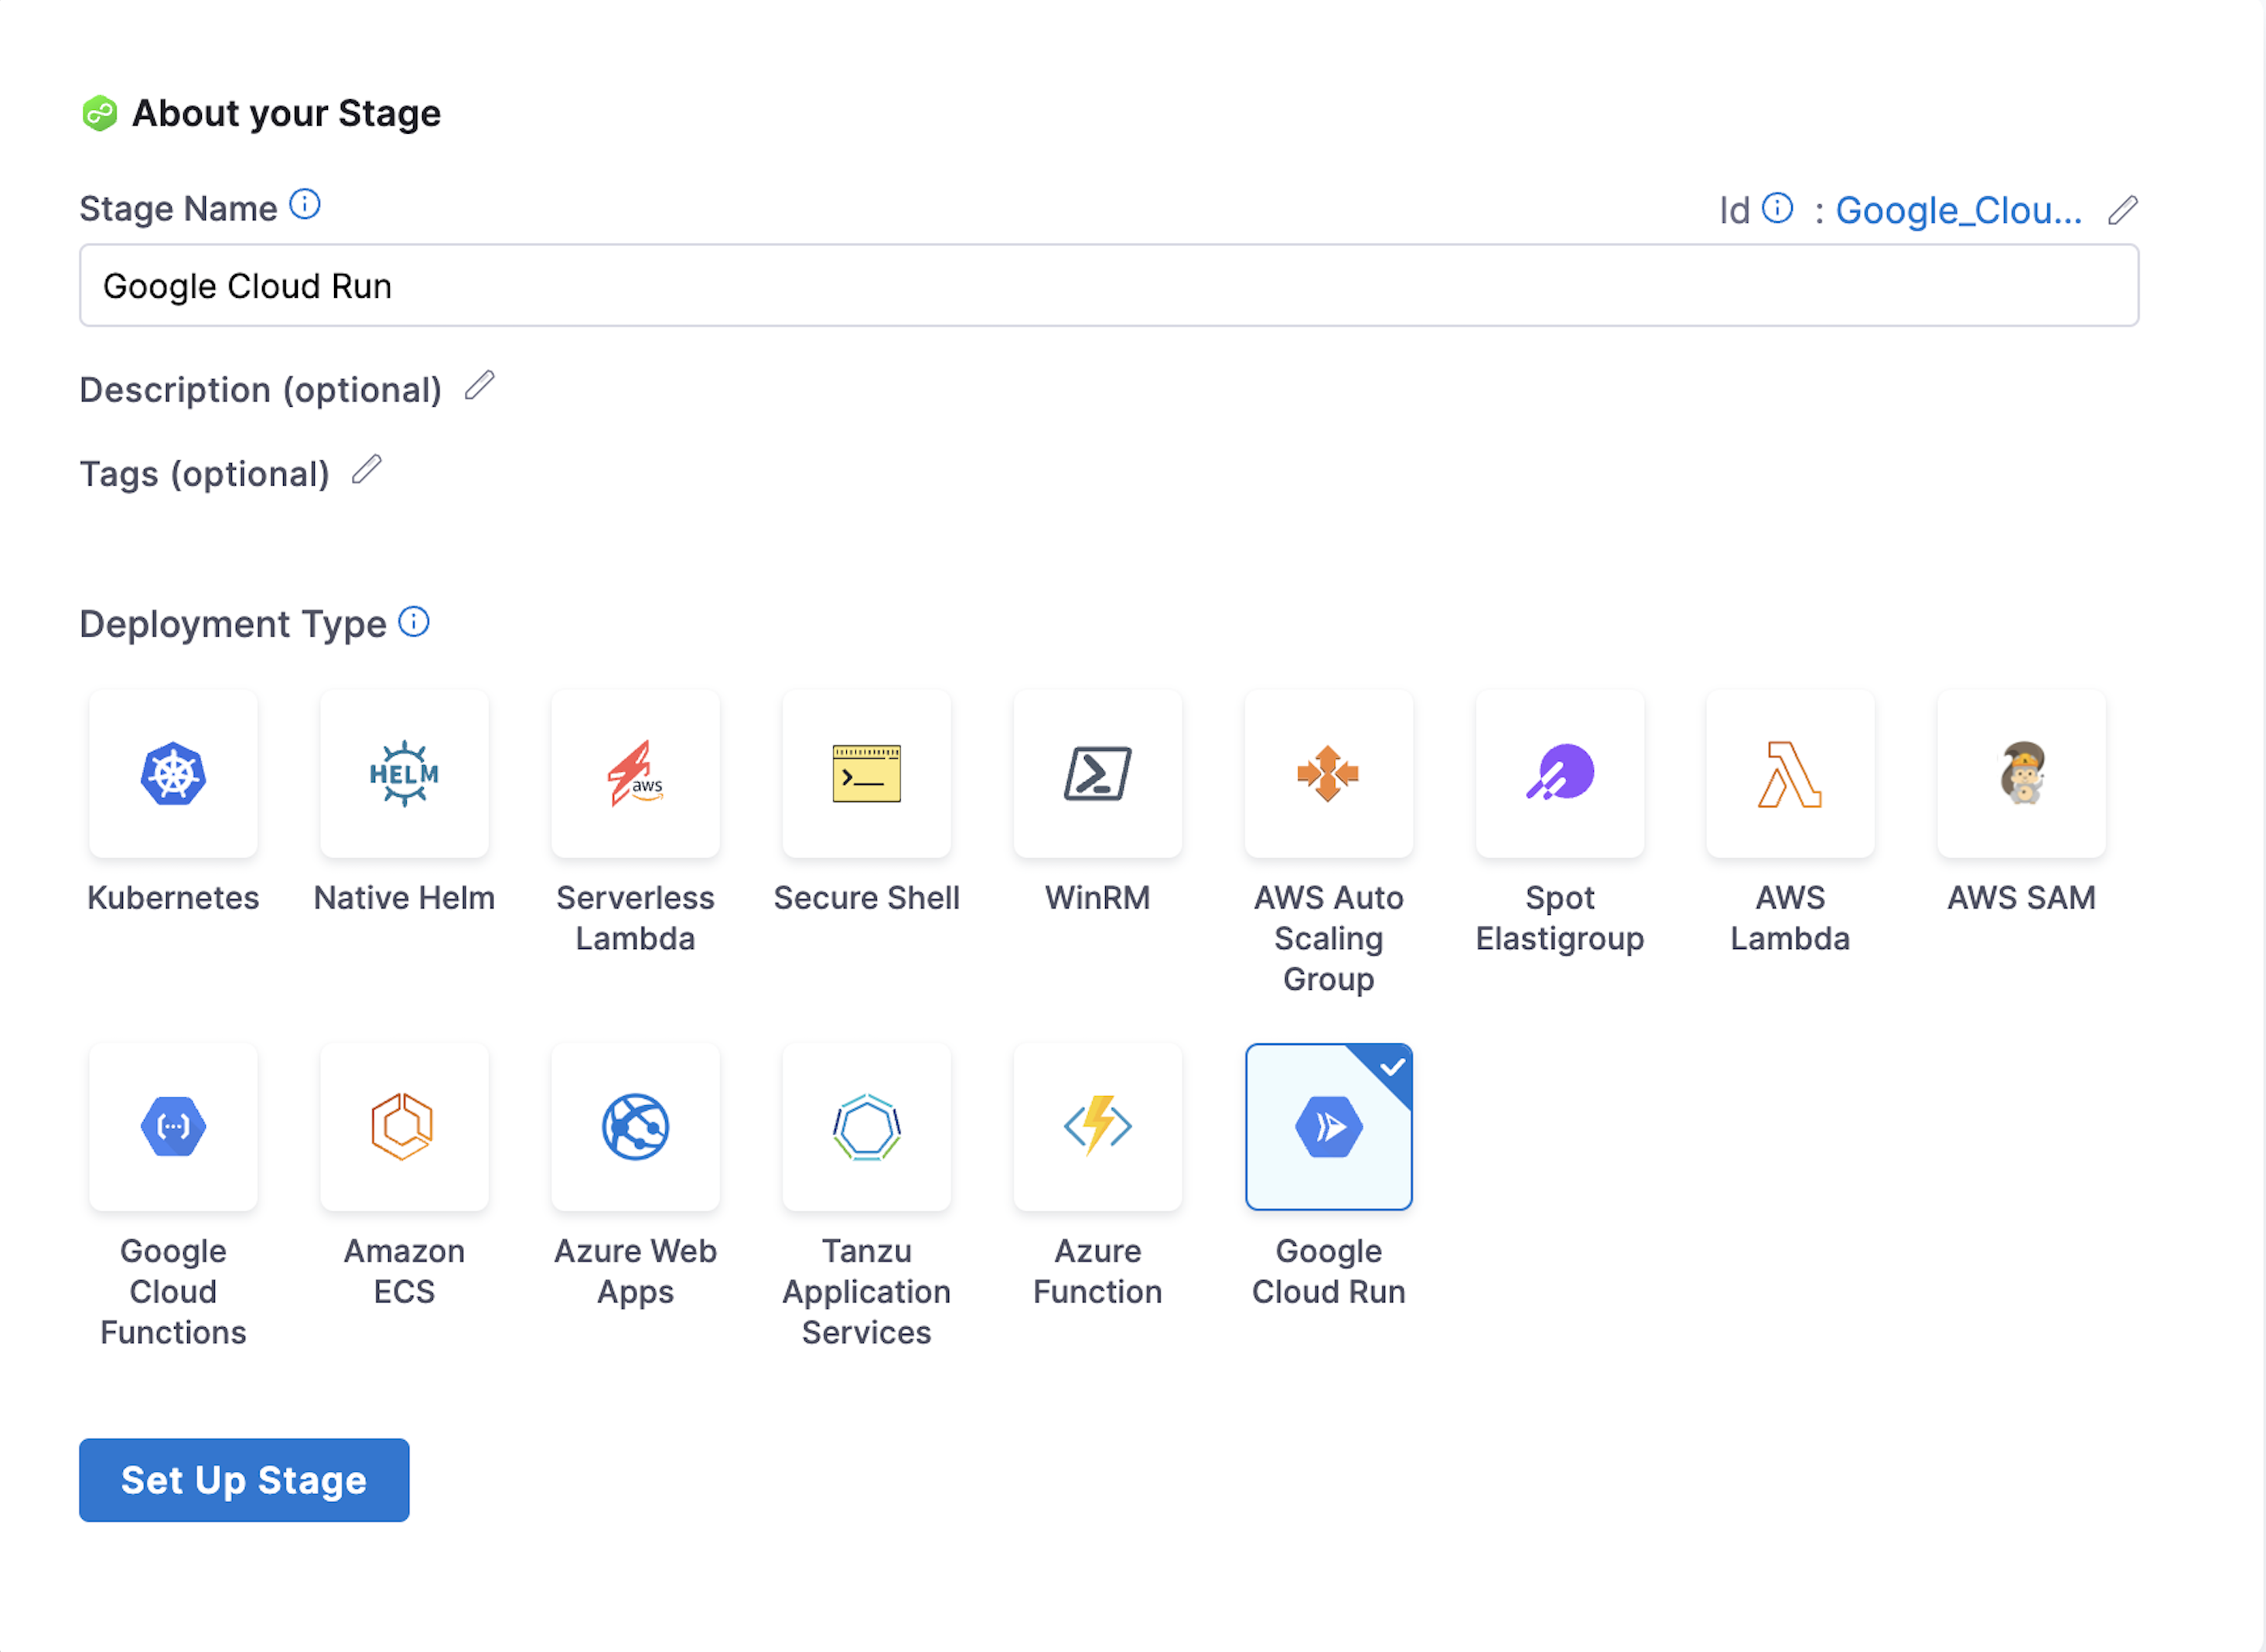 About your Stage
Stage Name
Id : Google_Clou...
Google Cloud Run
Description (optional)
Tags (optional)
Deployment Type
HELM
aws
Kubernetes
Native Helm
Serverless
Lambda
Secure Shell
WinRM
AWS Auto
Scaling
Group
Spot
Elastigroup
AWS
Lambda
AWS SAM
Google
Cloud
Functions
Amazon
ECS
Azure Web
Apps
Tanzu
Application
Services
Azure
Function
Google
Cloud Run
Set Up Stage